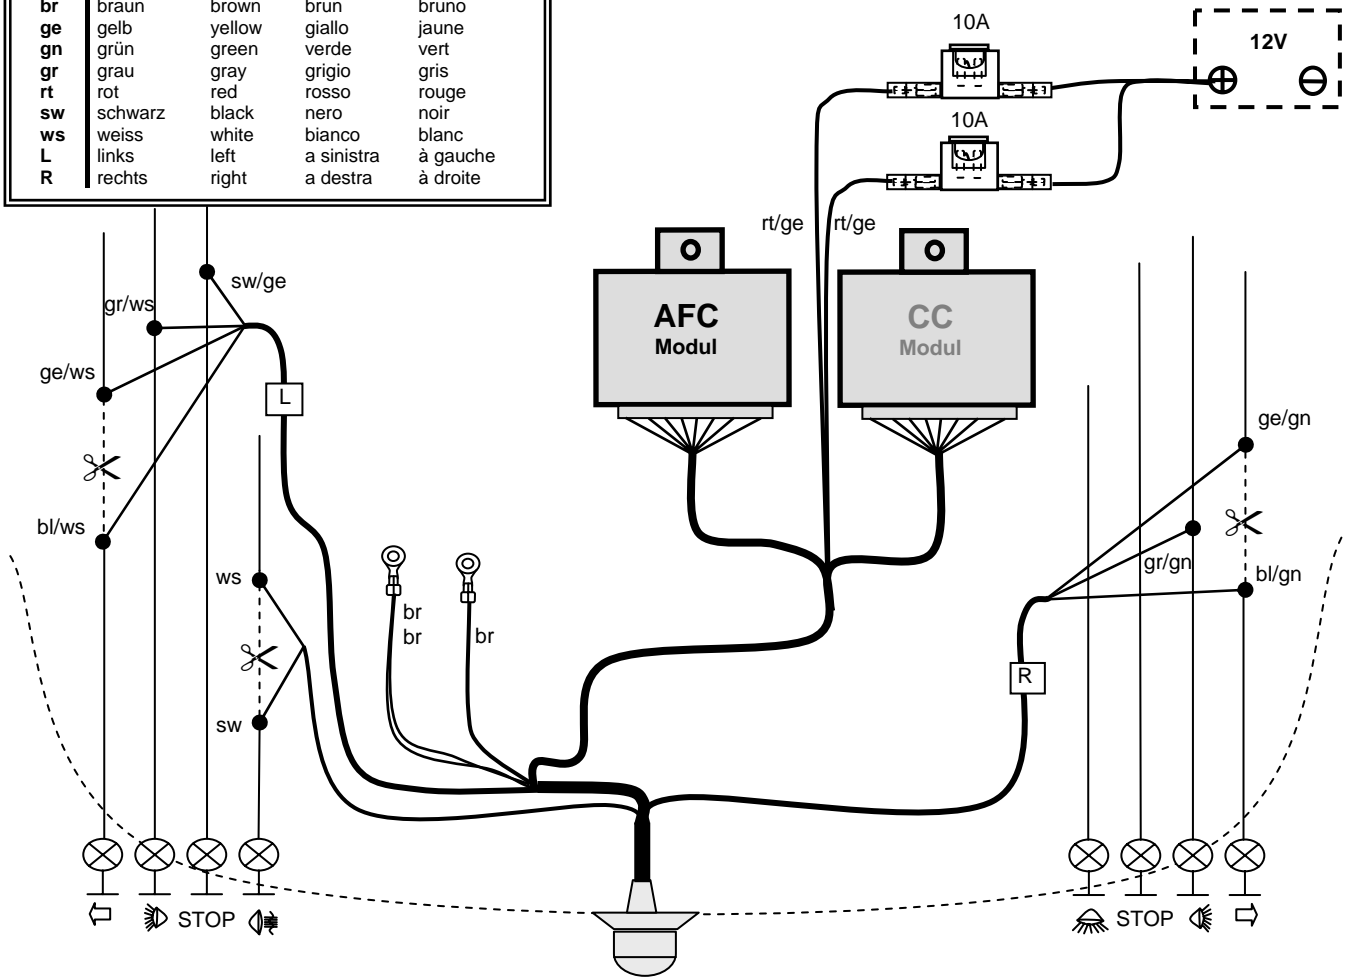 br braun brown brun bruno
ge gelb yellow giallo jaune
gn grün green verde vert
gr grau gray grigio gris
rt rot red rosso rouge
sw schwarz black nero noir
ws weiss white bianco blanc
L links left a sinistra à gauche
R rechts right a destra à droite
10A
12V
10A
rt/ge rt/ge
sw/ge
gr/ws
AFC
Modul
CC
Modul
ge/ws
L
ge/gn
bl/ws
ws
br
br
br
gr/gn
bl/gn
R
sw
STOP
STOP